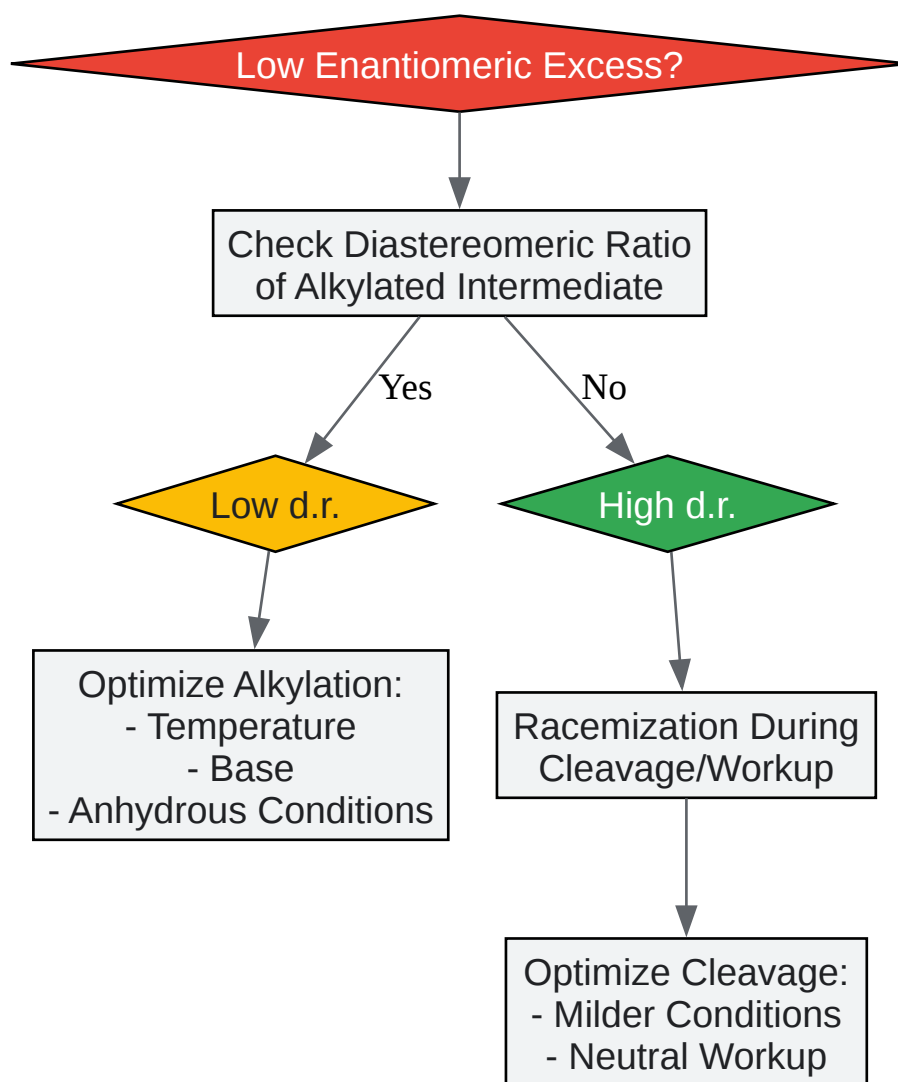 Low Enantiomeric Excess?
Check Diastereomeric Ratio
of Alkylated Intermediate
Yes
No
Low d.r.
High d.r.
Optimize Alkylation:
- Temperature
- Base
- Anhydrous Conditions
Racemization During
Cleavage/Workup
Optimize Cleavage:
- Milder Conditions
- Neutral Workup